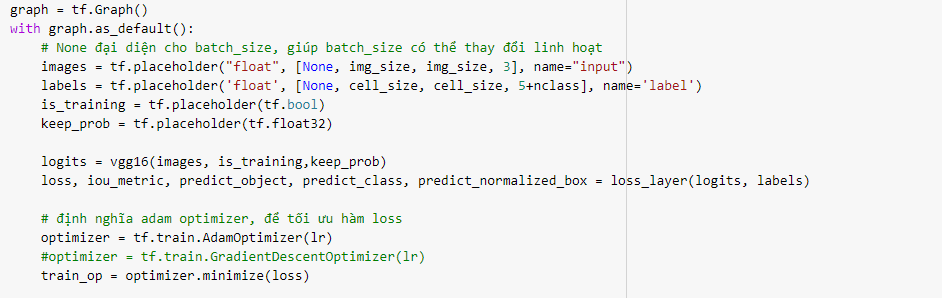 graph = tf.Graph()
with graph.as_default():
    # None đại diện cho batch_size, giúp batch_size có thể thay đổi linh hoạt
    images = tf.placeholder("float", [None, img_size, img_size, 3], name="input")
    labels = tf.placeholder('float', [None, cell_size, cell_size, 5+nclass], name='label')
    is_training = tf.placeholder(tf.bool)
    keep_prob = tf.placeholder(tf.float32)

    logits = vgg16(images, is_training,keep_prob)
    loss, iou_metric, predict_object, predict_class, predict_normalized_box = loss_layer(logits, labels)

    # định nghĩa adam optimizer, để tối ưu hàm loss
    optimizer = tf.train.AdamOptimizer(lr)
    #optimizer = tf.train.GradientDescentOptimizer(lr)
    train_op = optimizer.minimize(loss)